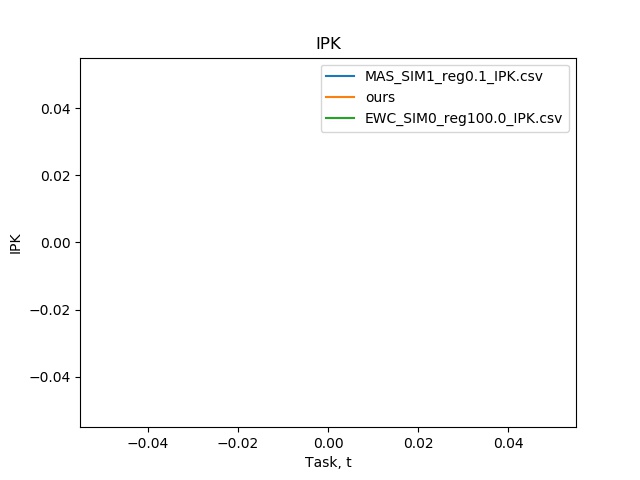 IPK
MAS_SIM1_reg0.1_IPK.csv
ours
EWC_SIM0_reg100.0_IPK.csv
0.04
0.02
0.00
−0.02
−0.04
IPK
−0.04 −0.02 0.00 0.02 0.04
Task, t